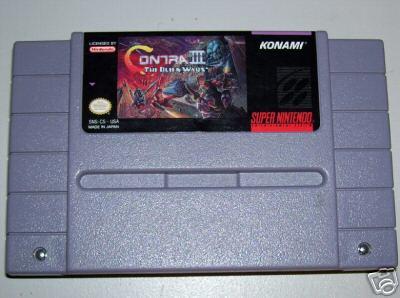 LICENSED BY
Nintendo
CONTRA III
THE ALIEN WARS
KONAMI
SNS-CS-USA
MADE IN JAPAN
SUPER NINTENDO